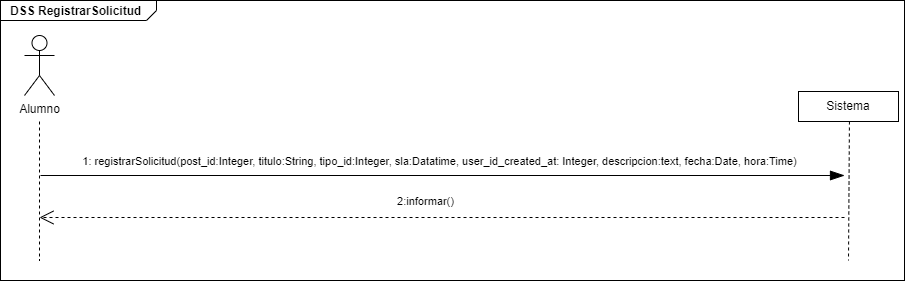 DSS RegistrarSolicitud
Alumno
Sistema
1: registrarSolicitud(post_id:Integer, titulo:String, tipo_id:Integer, sla:Datatime, user_id_created_at: Integer, descripcion:text, fecha:Date, hora:Time)
2:informar()